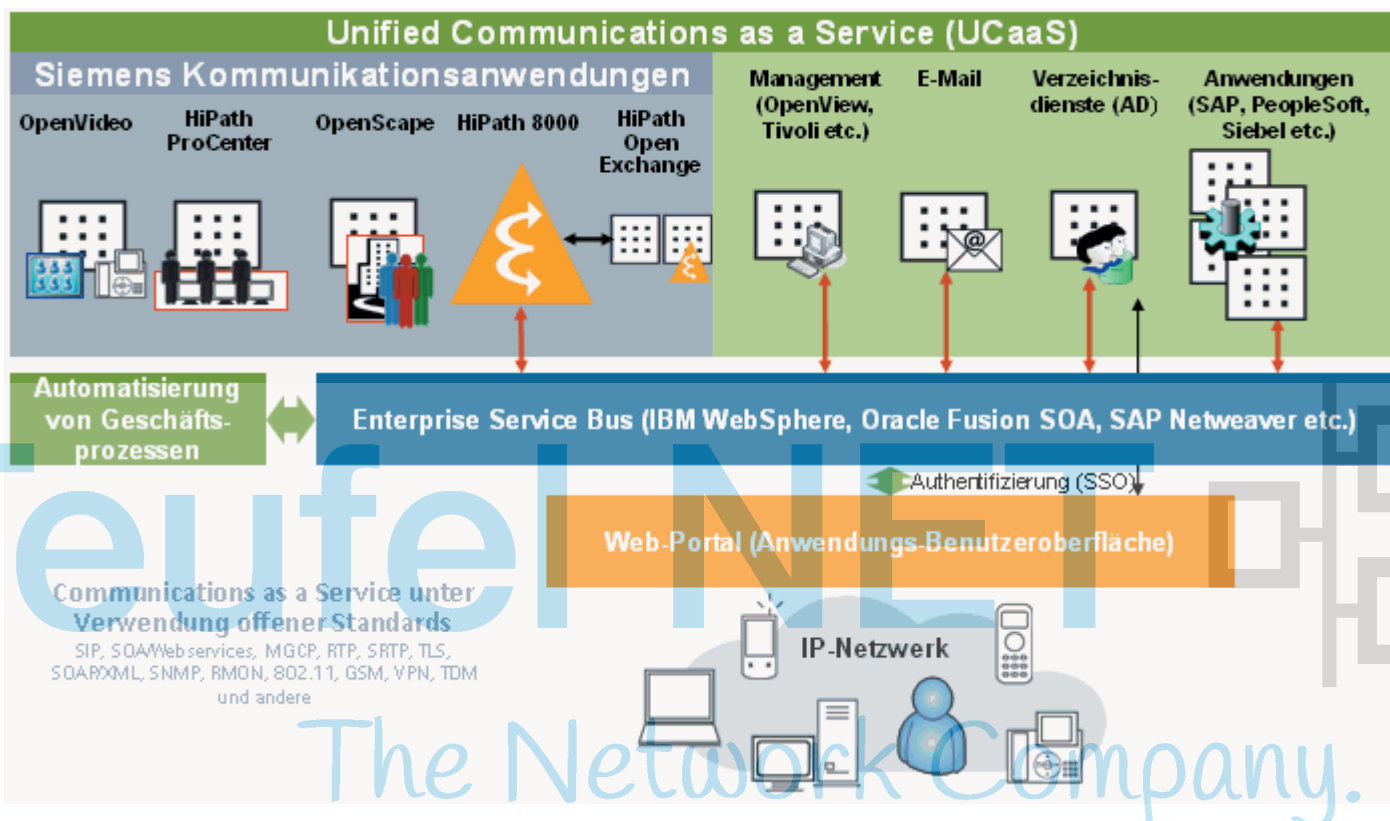 Unified Communications as a Service (UCaaS)
Siemens Kommunikationsanwendungen
OpenVideo
HiPath
ProCenter
OpenScape
HiPath 8000
HiPath
Open
Exchange
Management
(OpenView,
Tivoli etc.)
E-Mail
Verzeichnis-
dienste (AD)
Anwendungen
(SAP, PeopleSoft,
Siebel etc.)
@
Automatisierung
von Geschäfts-
prozessen
Enterprise Service Bus (IBM WebSphere, Oracle Fusion SOA, SAP Netweaver etc.)
Authentifizierung (SSO)
Web-Portal (Anwendungs-Benutzeroberfläche)
Teufel NET
Communications as a Service unter
Verwendung offener Standards
SIP, SOA/Webservices, MGCP, RTP, SRTP, TLS,
SOAP/XML, SNMP, RMON, 802.11, GSM, VPN, TDM
und andere
IP-Netzwerk
The Network Company.